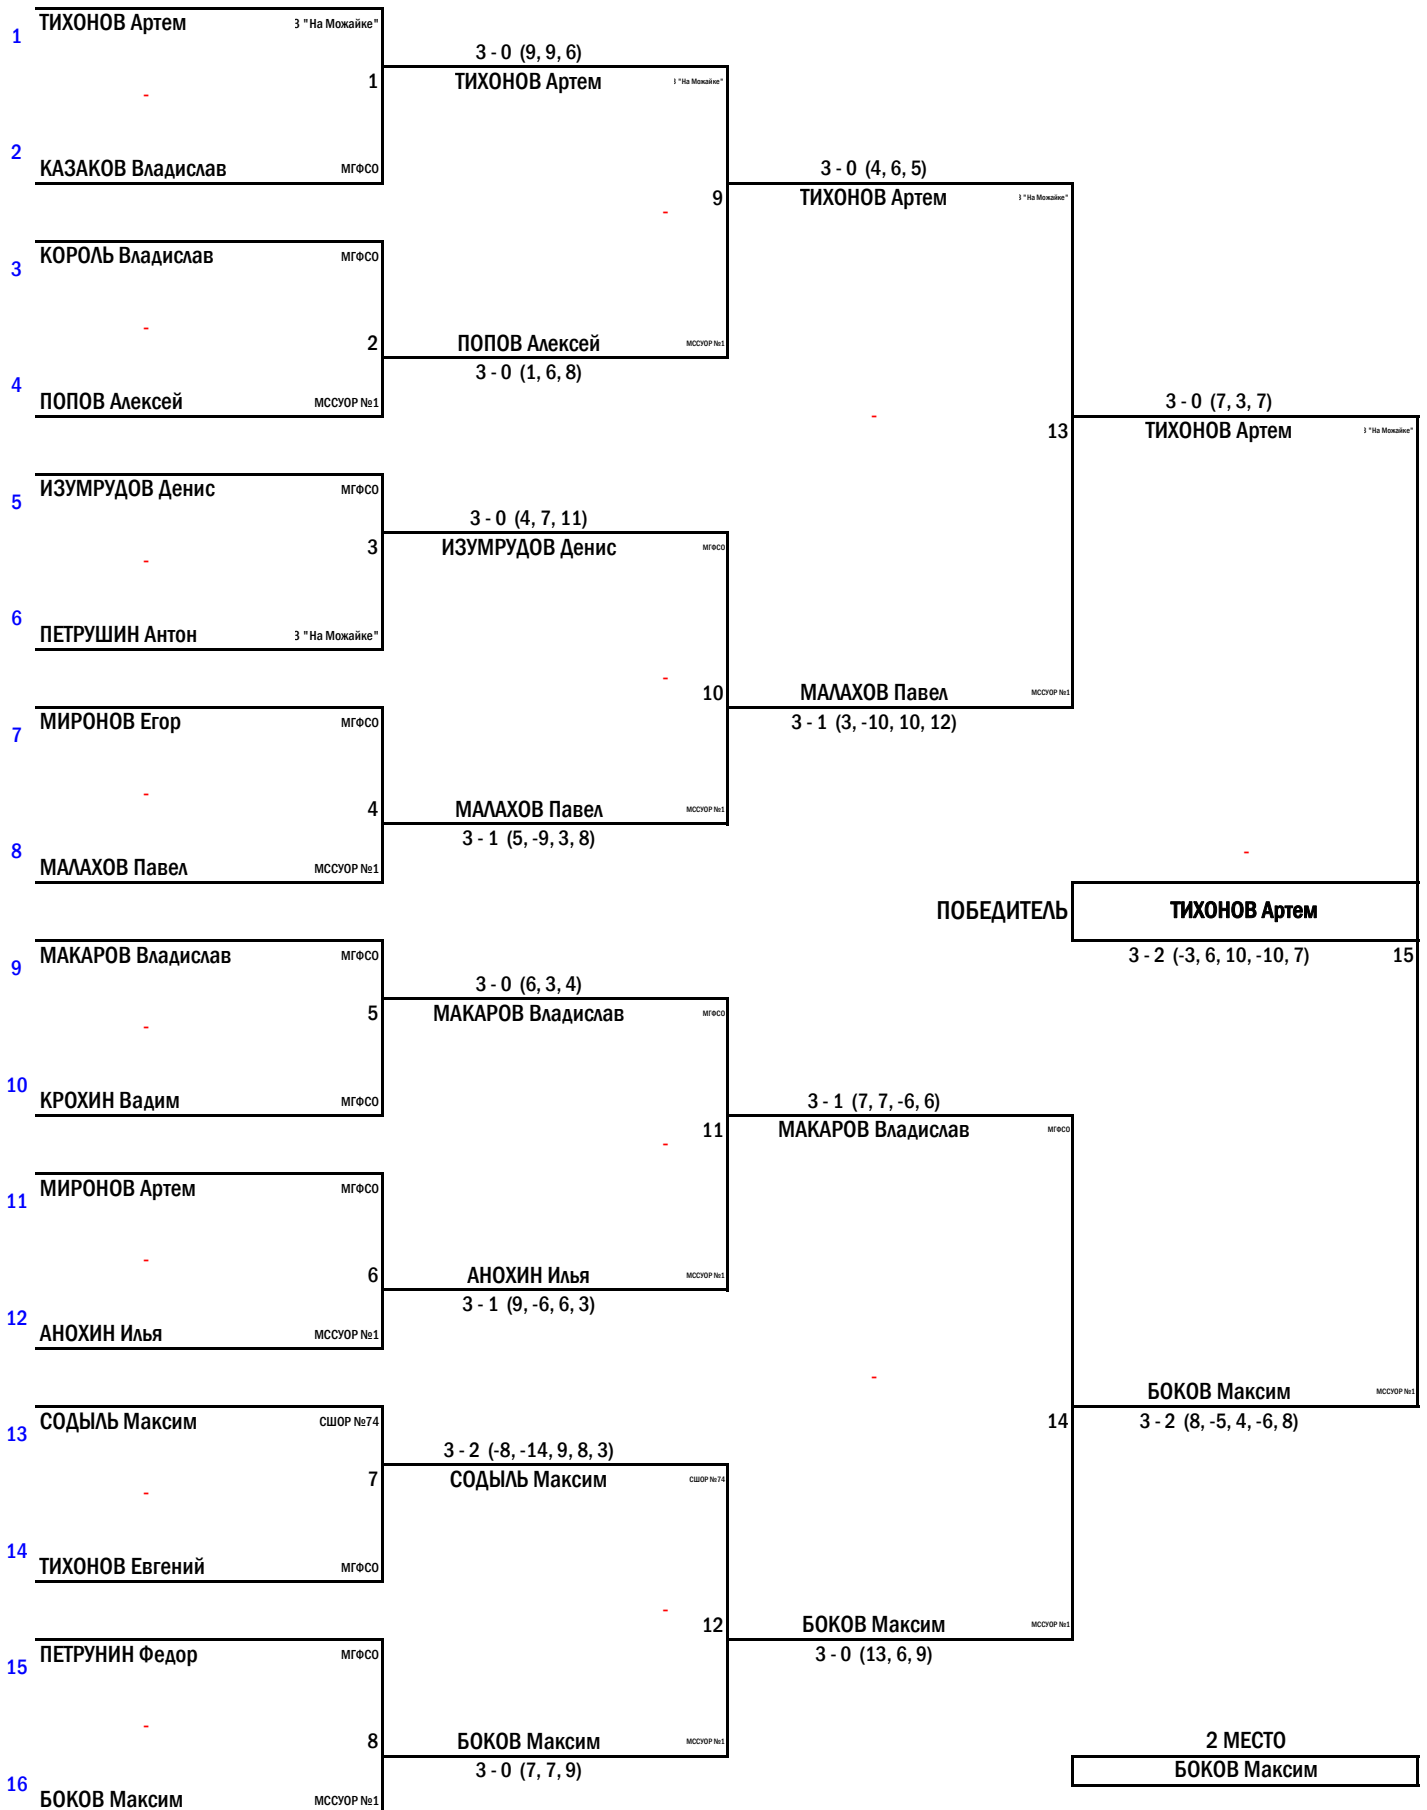 ТИХОНОВ Артем З "На Можайке"
1
3 - 0 (9, 9, 6)
1 ТИХОНОВ Артем З "На Можайке"
-
2
КАЗАКОВ Владислав МГФСО
3 - 0 (4, 6, 5)
9 ТИХОНОВ Артем З "На Можайке"
-
КОРОЛЬ Владислав МГФСО
3
-
2 ПОПОВ Алексей МССУОР №1
3 - 0 (1, 6, 8)
4
ПОПОВ Алексей МССУОР №1
3 - 0 (7, 3, 7)
-
13 ТИХОНОВ Артем З "На Можайке"
ИЗУМРУДОВ Денис МГФСО
5
3 - 0 (4, 7, 11)
3 ИЗУМРУДОВ Денис МГФСО
-
6
ПЕТРУШИН Антон З "На Можайке"
-
10 МАЛАХОВ Павел МССУОР №1
3 - 1 (3, -10, 10, 12)
МИРОНОВ Егор МГФСО
7
-
4 МАЛАХОВ Павел МССУОР №1
3 - 1 (5, -9, 3, 8)
8
МАЛАХОВ Павел МССУОР №1
-
ПОБЕДИТЕЛЬ ТИХОНОВ Артем
3 - 2 (-3, 6, 10, -10, 7) 15
МАКАРОВ Владислав МГФСО
9
3 - 0 (6, 3, 4)
5 МАКАРОВ Владислав МГФСО
-
10
КРОХИН Вадим МГФСО
3 - 1 (7, 7, -6, 6)
11 МАКАРОВ Владислав МГФСО
-
МИРОНОВ Артем МГФСО
11
-
6 АНОХИН Илья МССУОР №1
3 - 1 (9, -6, 6, 3)
12
АНОХИН Илья МССУОР №1
-
БОКОВ Максим МССУОР №1
14 3 - 2 (8, -5, 4, -6, 8)
СОДЫЛЬ Максим СШОР №74
13
3 - 2 (-8, -14, 9, 8, 3)
7 СОДЫЛЬ Максим СШОР №74
-
14
ТИХОНОВ Евгений МГФСО
-
12 БОКОВ Максим МССУОР №1
3 - 0 (13, 6, 9)
ПЕТРУНИН Федор МГФСО
15
-
8 БОКОВ Максим МССУОР №1
3 - 0 (7, 7, 9)
2 МЕСТО
БОКОВ Максим
16
БОКОВ Максим МССУОР №1